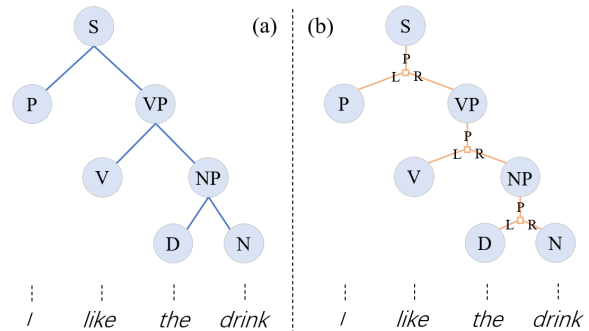 S (a) (b) S
P
L R
P VP P VP
P
L R
V NP V NP
P
L R
D N D N
I like the drink I like the drink